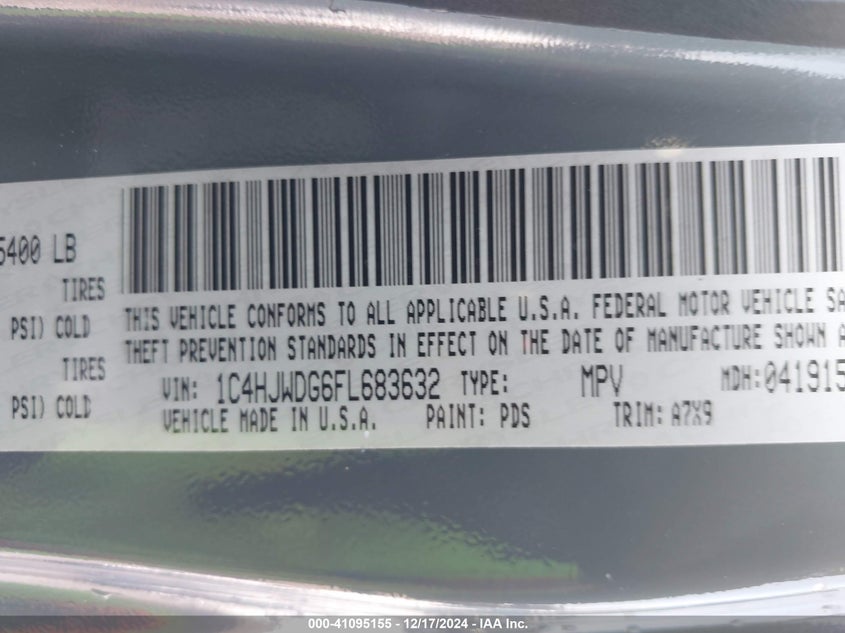 5400 LB
TIRES
PSI) COLD
TIRES
PSI) COLD
THIS VEHICLE CONFORMS TO ALL APPLICABLE U.S.A. FEDERAL MOTOR VEHICLE SA
THEFT PREVENTION STANDARDS IN EFFECT ON THE DATE OF MANUFACTURE SHOWN A
VIN: 1C4HJWDG6FL683632 TYPE: MPV MDH:041915
VEHICLE MADE IN U.S.A. PAINT: PDS TRIM: A7X9
000-41095155 - 12/17/2024 - IAA Inc.